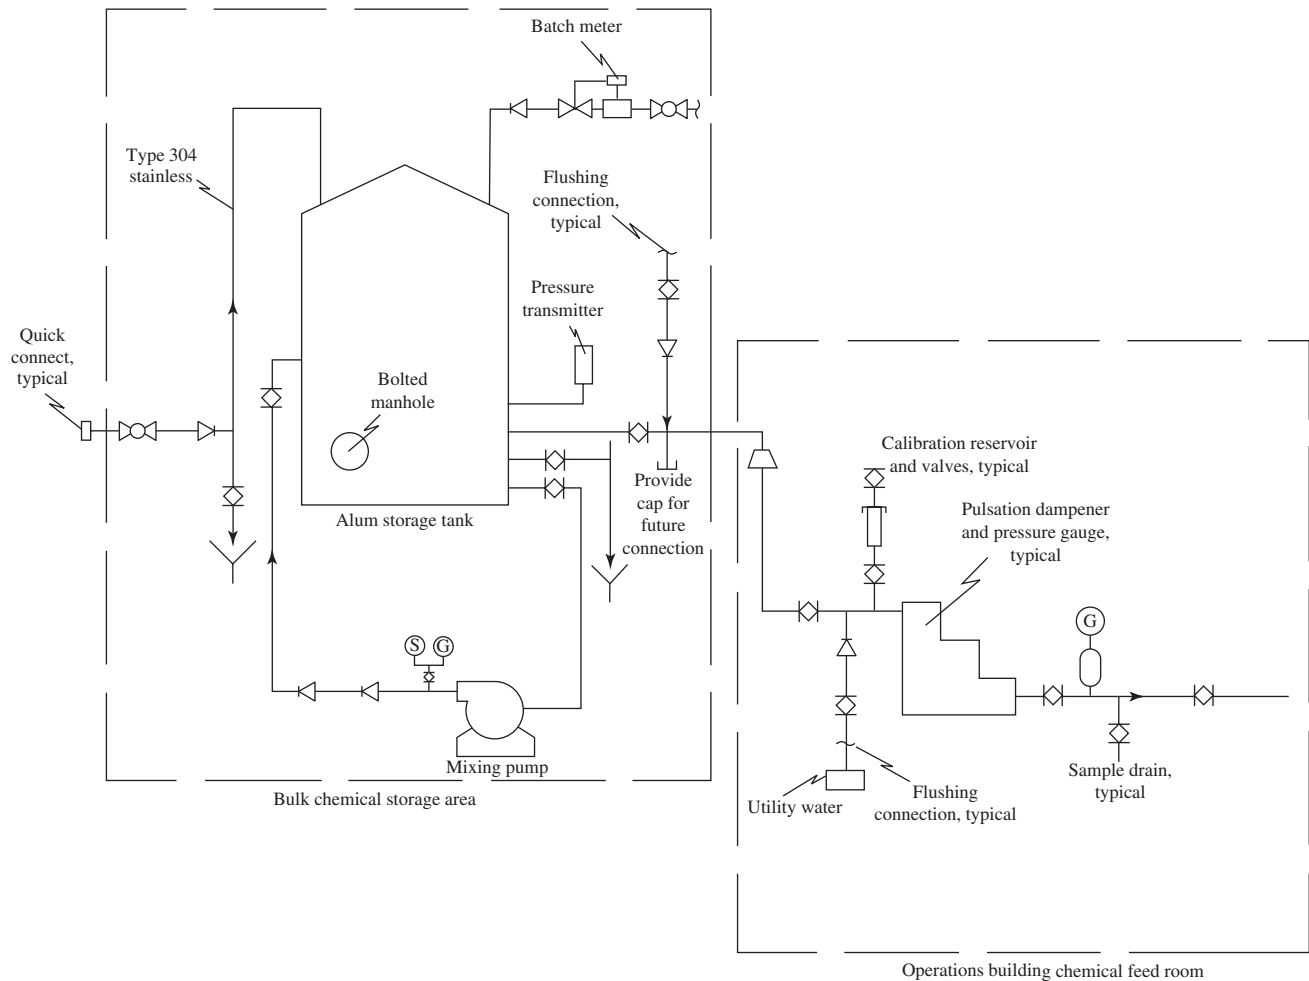 Batch meter
Type 304
stainless
Flushing
connection,
typical
Pressure
transmitter
Quick
connect,
typical
Bolted
manhole
Alum storage tank
Provide
cap for
future
connection
Calibration reservoir
and valves, typical
Pulsation dampener
and pressure gauge,
typical
S
G
G
Mixing pump
Bulk chemical storage area
Utility water
Flushing
connection, typical
Sample drain,
typical
Operations building chemical feed room